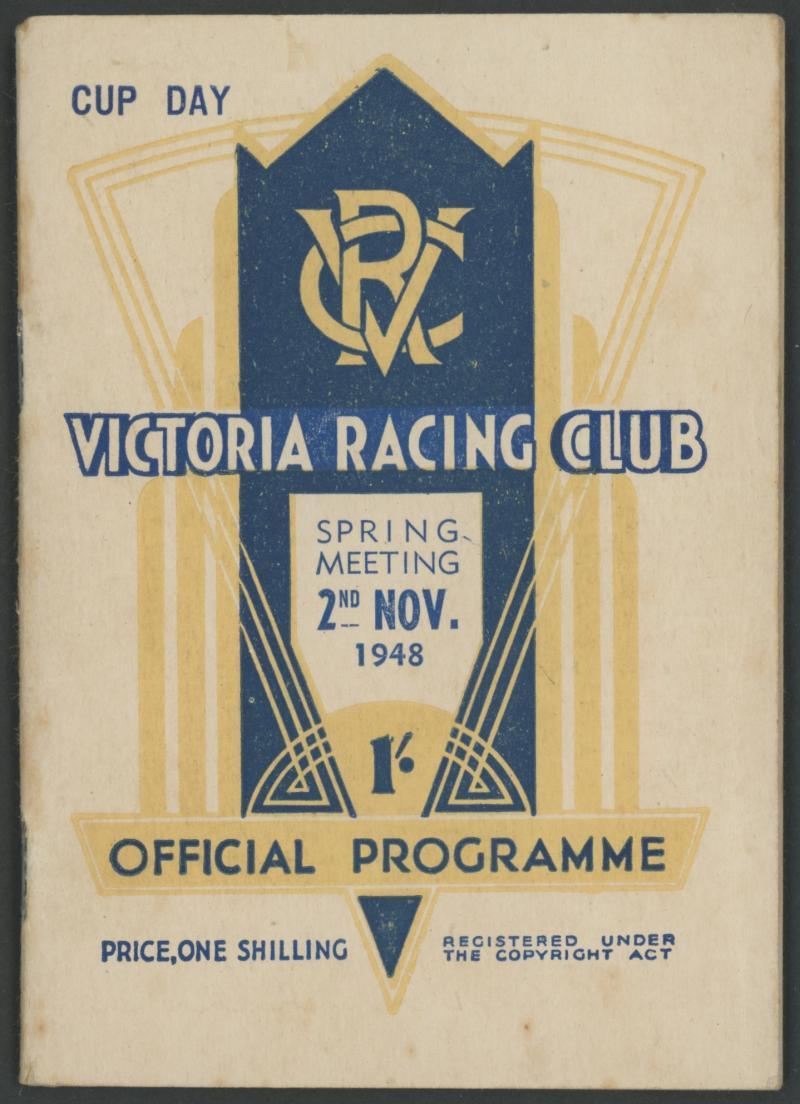 CUP DAY
VRC
VICTORIA RACING CLUB
SPRING
MEETING
2ND NOV.
1948
1/-
OFFICIAL PROGRAMME
PRICE, ONE SHILLING
REGISTERED UNDER
THE COPYRIGHT ACT